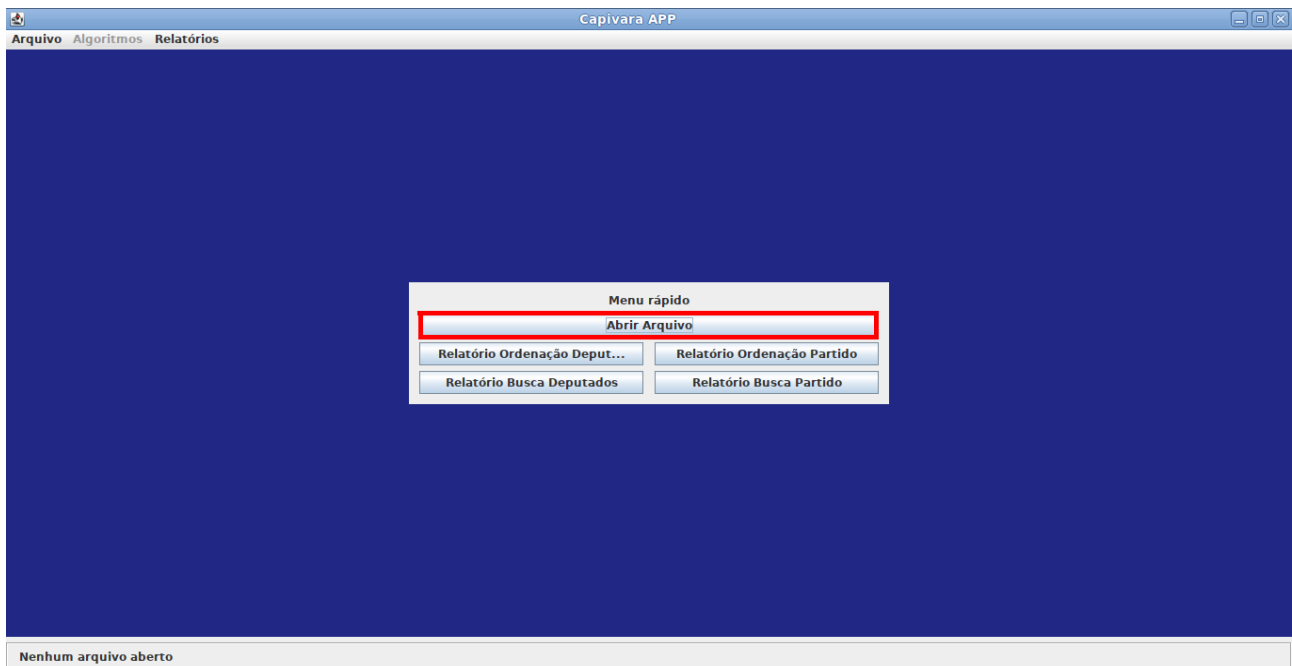 Capivara APP
Arquivo Algoritmos Relatórios
Menu rápido
Abrir Arquivo
Relatório Ordenação Deput... Relatório Ordenação Partido
Relatório Busca Deputados Relatório Busca Partido
Nenhum arquivo aberto